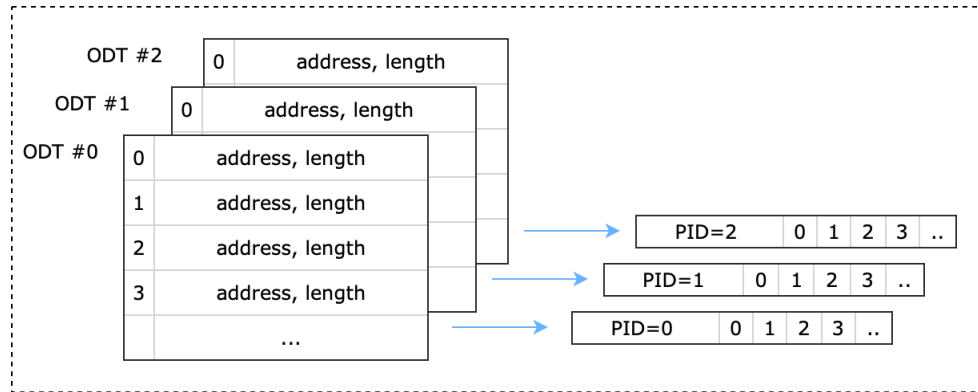 ODT #2
0 address, length
ODT #1
0 address, length
ODT #0
0 address, length
1 address, length
2 address, length
3 address, length
...
PID=2 0 1 2 3 ..
PID=1 0 1 2 3 ..
PID=0 0 1 2 3 ..